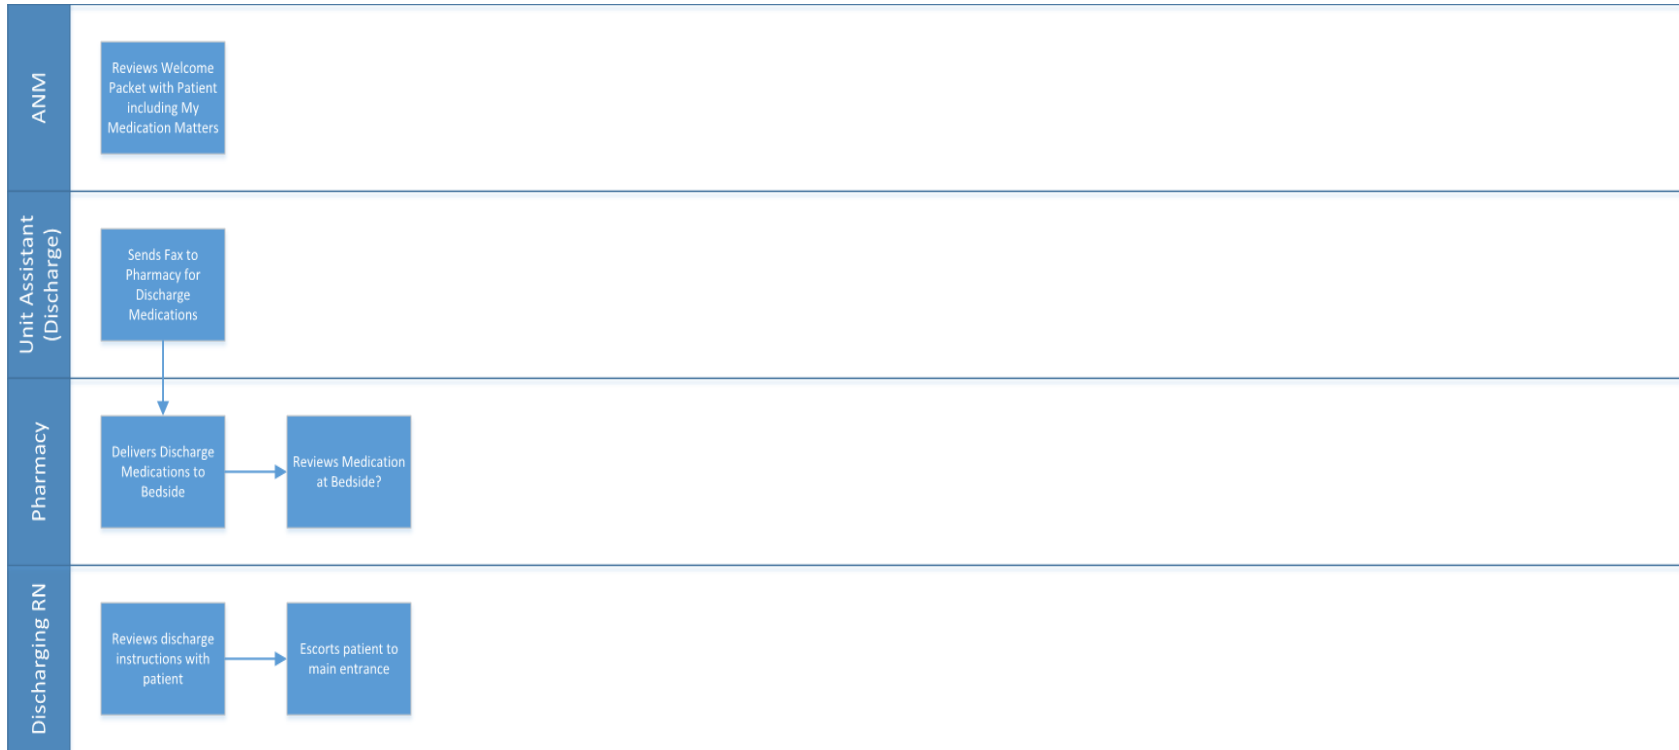 ANM
Reviews Welcome
Packet with Patient
including My
Medication Matters
Unit Assistant
(Discharge)
Sends Fax to
Pharmacy for
Discharge
Medications
Pharmacy
Delivers Discharge
Medications to
Bedside
Reviews Medication
at Bedside?
Discharging RN
Reviews discharge
instructions with
patient
Escorts patient to
main entrance